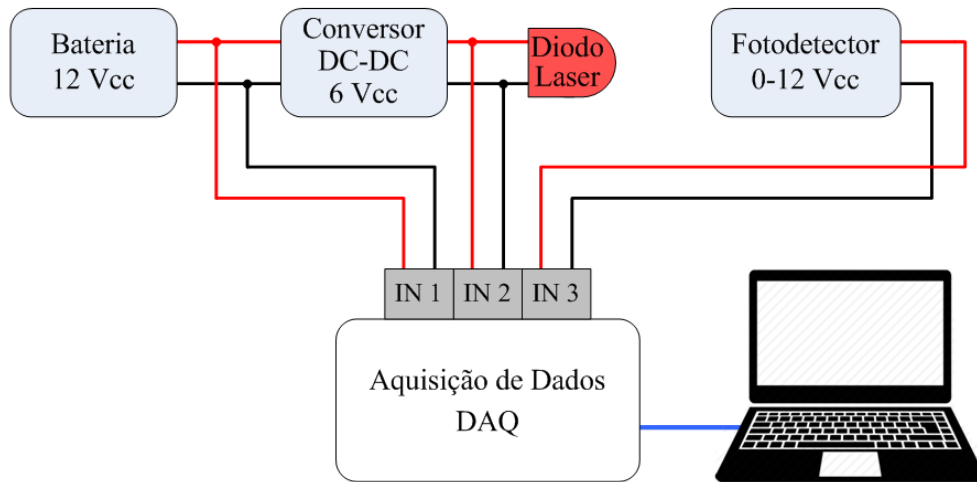 Bateria
12 Vcc
Conversor
DC-DC
6 Vcc
Diodo
Laser
Fotodetector
0-12 Vcc
IN 1
IN 2
IN 3
Aquisição de Dados
DAQ